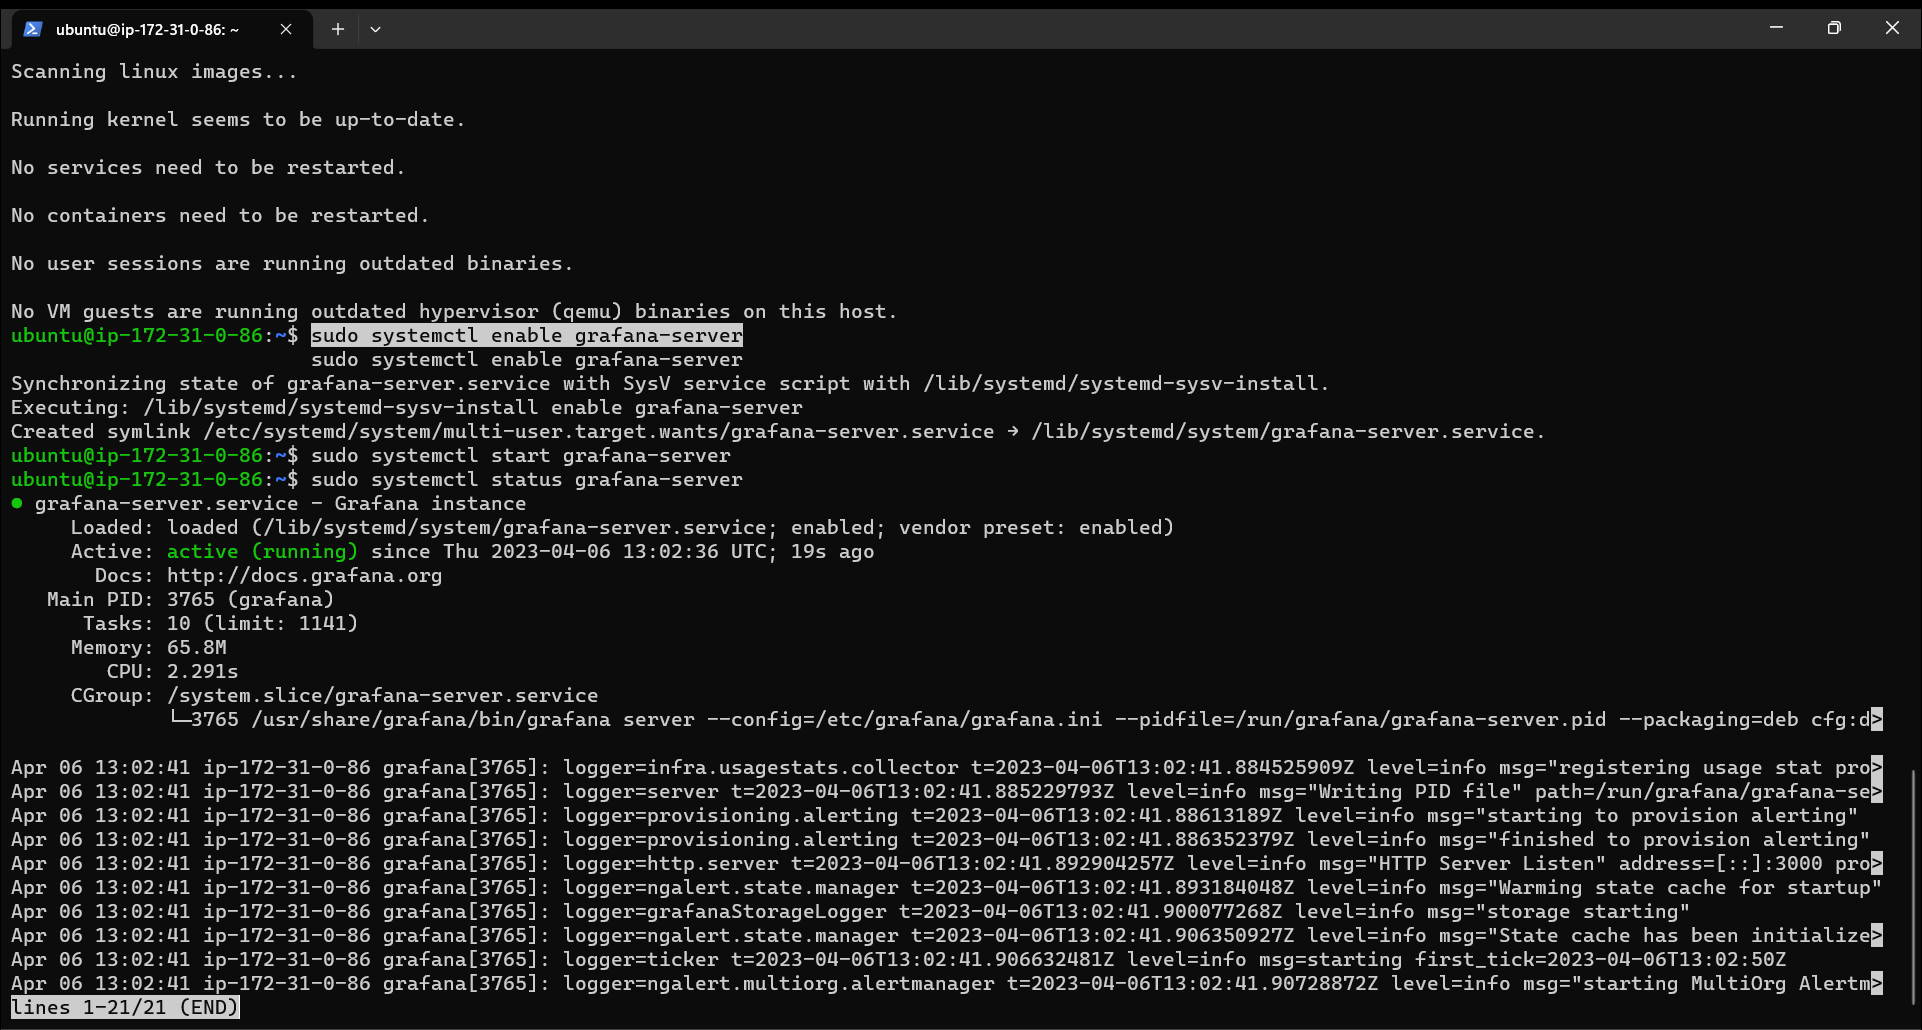 ubuntu@ip-172-31-0-86: ~
Scanning linux images...
Running kernel seems to be up-to-date.
No services need to be restarted.
No containers need to be restarted.
No user sessions are running outdated binaries.
No VM guests are running outdated hypervisor (qemu) binaries on this host.
ubuntu@ip-172-31-0-86:~$ sudo systemctl enable grafana-server
sudo systemctl enable grafana-server
Synchronizing state of grafana-server.service with SysV service script with /lib/systemd/systemd-sysv-install.
Executing: /lib/systemd/systemd-sysv-install enable grafana-server
Created symlink /etc/systemd/system/multi-user.target.wants/grafana-server.service → /lib/systemd/system/grafana-server.service.
ubuntu@ip-172-31-0-86:~$ sudo systemctl start grafana-server
ubuntu@ip-172-31-0-86:~$ sudo systemctl status grafana-server
● grafana-server.service - Grafana instance
Loaded: loaded (/lib/systemd/system/grafana-server.service; enabled; vendor preset: enabled)
Active: active (running) since Thu 2023-04-06 13:02:36 UTC; 19s ago
Docs: http://docs.grafana.org
Main PID: 3765 (grafana)
Tasks: 10 (limit: 1141)
Memory: 65.8M
CPU: 2.291s
CGroup: /system.slice/grafana-server.service
└─3765 /usr/share/grafana/bin/grafana server --config=/etc/grafana/grafana.ini --pidfile=/run/grafana/grafana-server.pid --packaging=deb cfg:d>
Apr 06 13:02:41 ip-172-31-0-86 grafana[3765]: logger=infra.usagestats.collector t=2023-04-06T13:02:41.884525909Z level=info msg="registering usage stat pro>
Apr 06 13:02:41 ip-172-31-0-86 grafana[3765]: logger=server t=2023-04-06T13:02:41.885229793Z level=info msg="Writing PID file" path=/run/grafana/grafana-se>
Apr 06 13:02:41 ip-172-31-0-86 grafana[3765]: logger=provisioning.alerting t=2023-04-06T13:02:41.88613189Z level=info msg="starting to provision alerting"
Apr 06 13:02:41 ip-172-31-0-86 grafana[3765]: logger=provisioning.alerting t=2023-04-06T13:02:41.886352379Z level=info msg="finished to provision alerting"
Apr 06 13:02:41 ip-172-31-0-86 grafana[3765]: logger=http.server t=2023-04-06T13:02:41.892904257Z level=info msg="HTTP Server Listen" address=[::]:3000 pro>
Apr 06 13:02:41 ip-172-31-0-86 grafana[3765]: logger=ngalert.state.manager t=2023-04-06T13:02:41.893184048Z level=info msg="Warming state cache for startup"
Apr 06 13:02:41 ip-172-31-0-86 grafana[3765]: logger=grafanaStorageLogger t=2023-04-06T13:02:41.900077268Z level=info msg="storage starting"
Apr 06 13:02:41 ip-172-31-0-86 grafana[3765]: logger=ngalert.state.manager t=2023-04-06T13:02:41.906350927Z level=info msg="State cache has been initialize>
Apr 06 13:02:41 ip-172-31-0-86 grafana[3765]: logger=ticker t=2023-04-06T13:02:41.906632481Z level=info msg=starting first_tick=2023-04-06T13:02:50Z
Apr 06 13:02:41 ip-172-31-0-86 grafana[3765]: logger=ngalert.multiorg.alertmanager t=2023-04-06T13:02:41.90728872Z level=info msg="starting MultiOrg Alertm>
lines 1-21/21 (END)